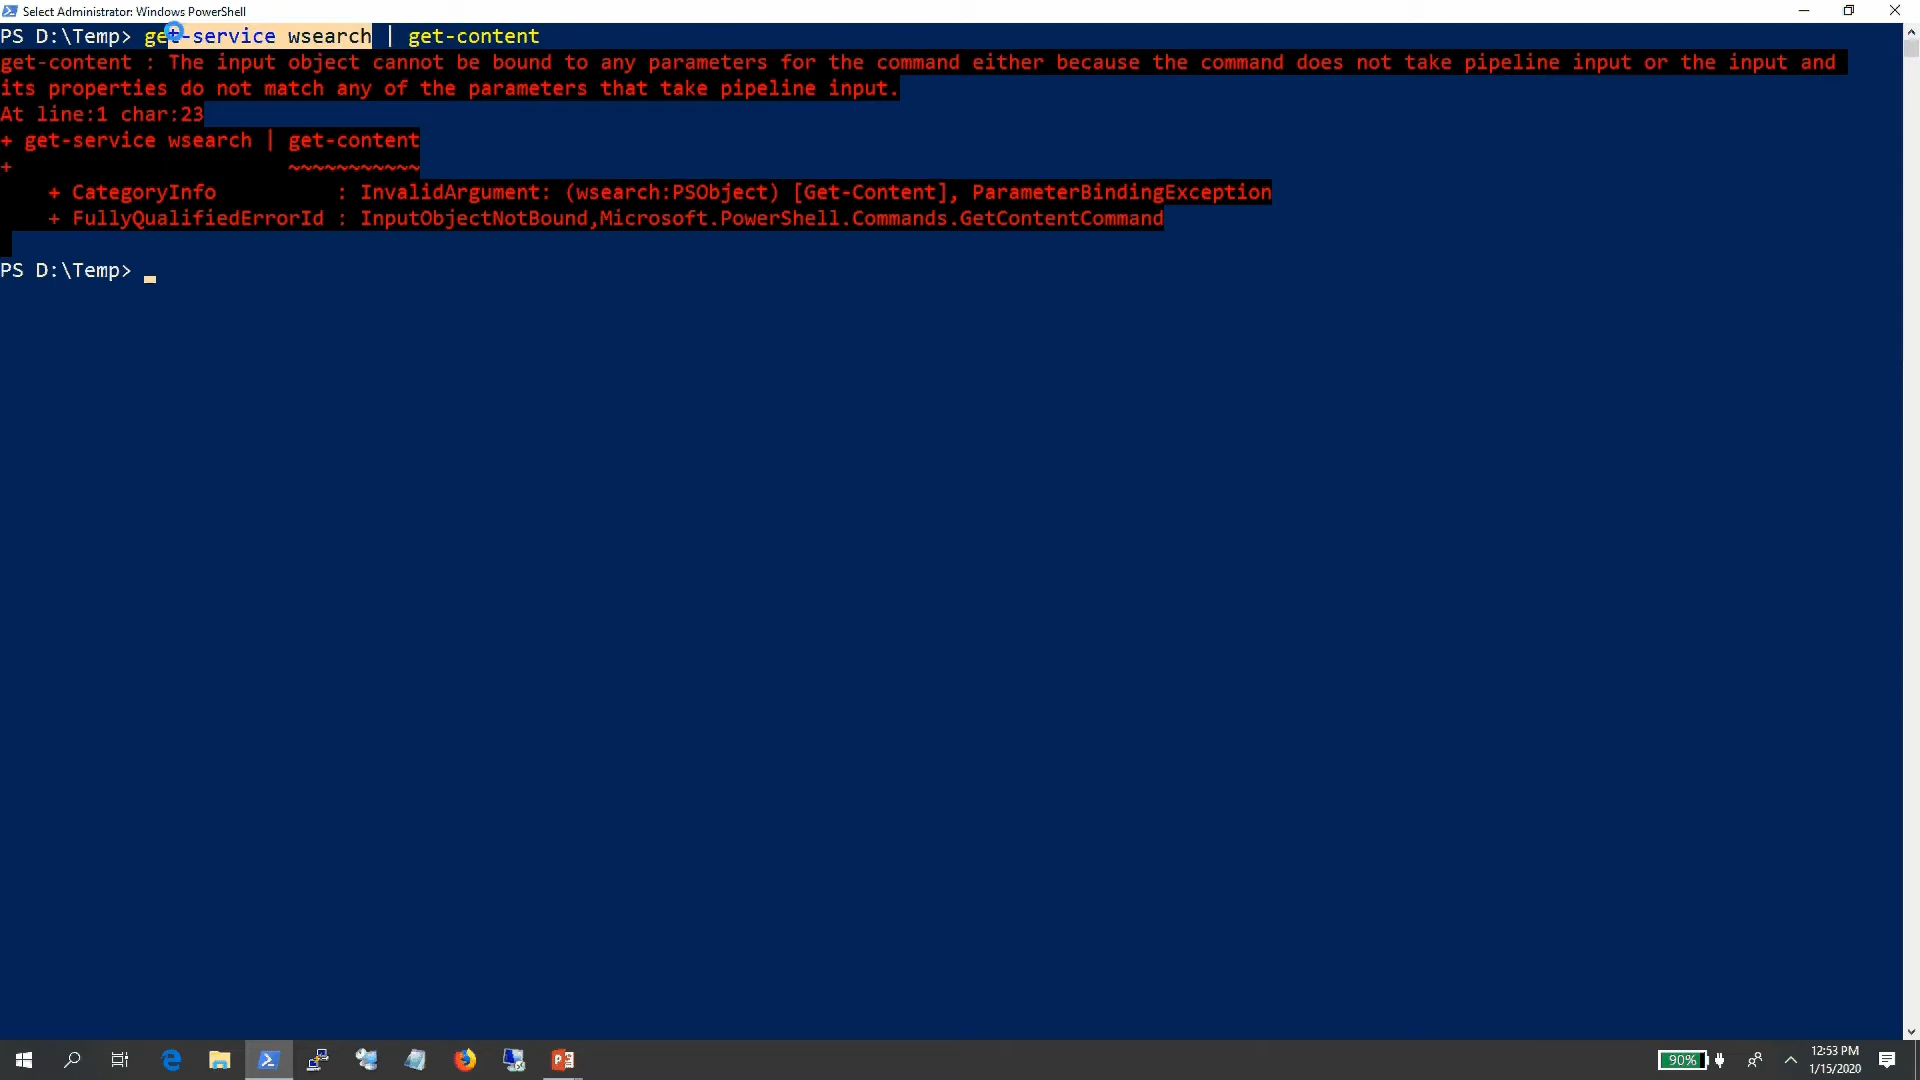 Select Administrator: Windows PowerShell
PS D:\Temp> get-service wsearch | get-content
get-content : The input object cannot be bound to any parameters for the command either because the command does not take pipeline input or the input and
its properties do not match any of the parameters that take pipeline input.
At line:1 char:23
+ get-service wsearch | get-content
+                       ~~~~~~~~~~~
    + CategoryInfo          : InvalidArgument: (wsearch:PSObject) [Get-Content], ParameterBindingException
    + FullyQualifiedErrorId : InputObjectNotBound,Microsoft.PowerShell.Commands.GetContentCommand
PS D:\Temp>
90%
12:53 PM
1/15/2020